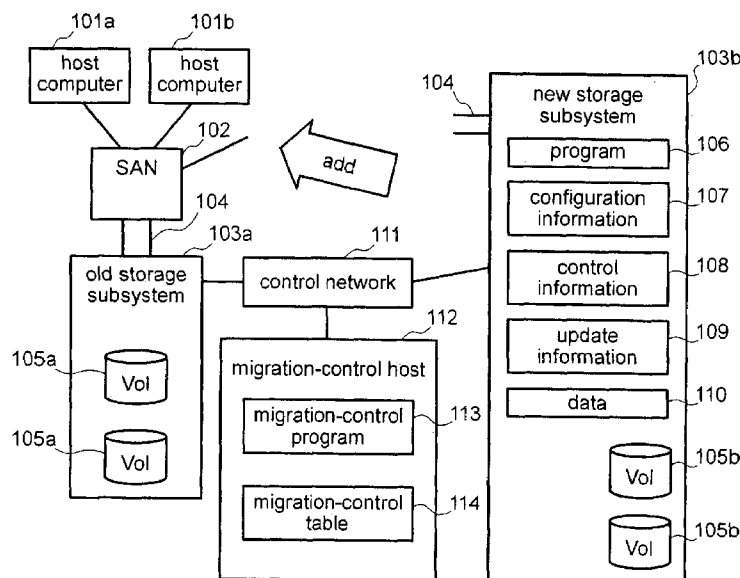 101a
101b
host
computer
host
computer
103b
104
new storage
subsystem
102
SAN
add
program
106
configuration
information
107
104
103a
111
old storage
subsystem
control network
control
information
108
112
update
information
109
105a
Vol
migration-control host
data
110
migration-control
program
113
105a
Vol
Vol
105b
migration-control
table
114
Vol
105b